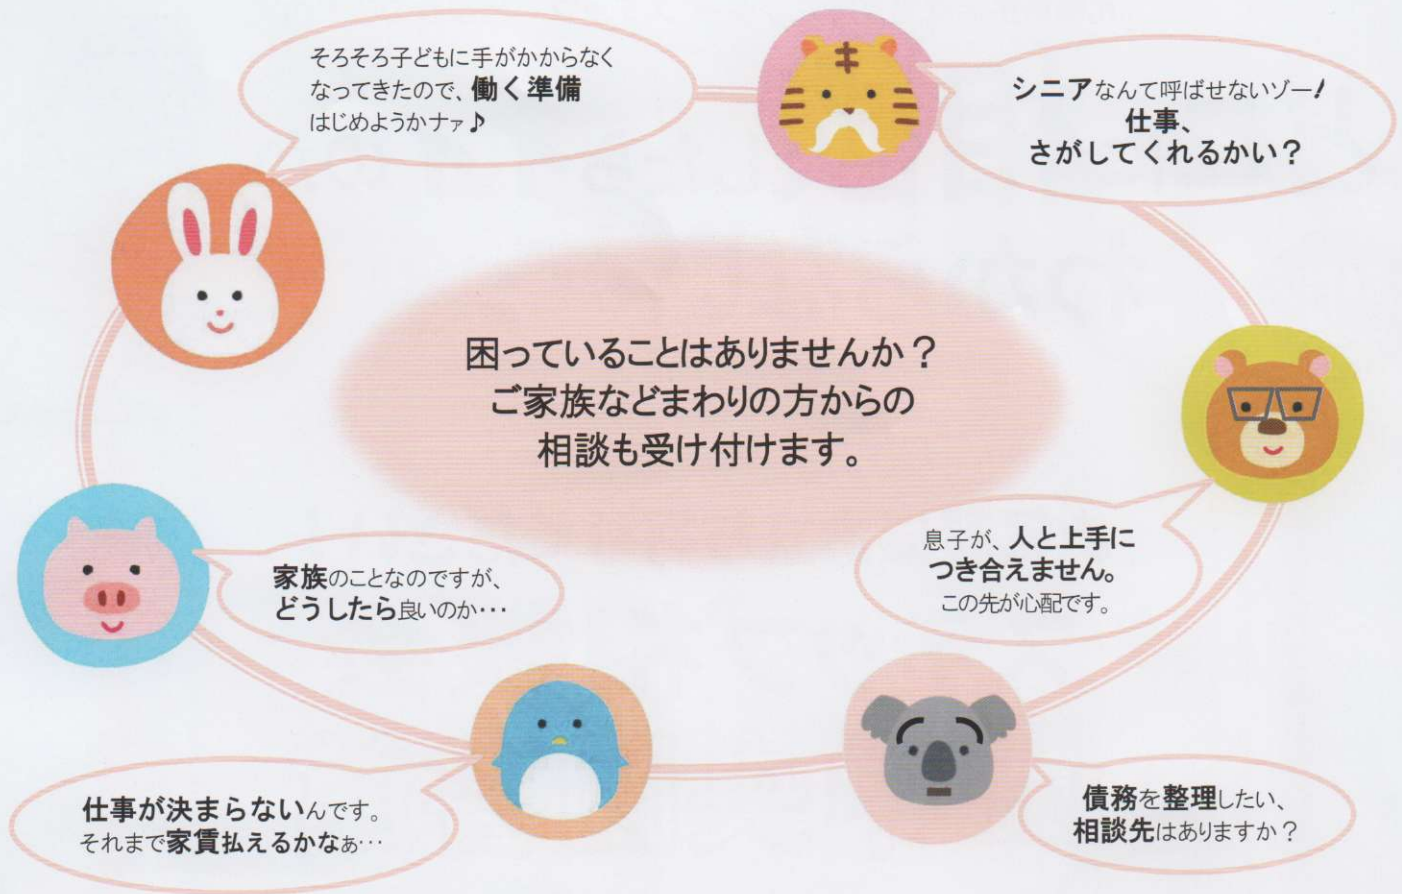 そろそろ子どもに手がかからなく
なってきたので、働く準備
はじめようかナァ♪
シニアなんて呼ばせないゾー!
仕事、
さがしてくれるかい？
困っていることはありませんか？
ご家族などまわりの方からの
相談も受け付けます。
息子が、人と上手に
つき合えません。
この先が心配です。
家族のことなのですが、
どうしたら良いのか・・・
仕事が決まらないんです。
それまで家賃払えるかなぁ・・・
債務を整理したい、
相談先はありますか？